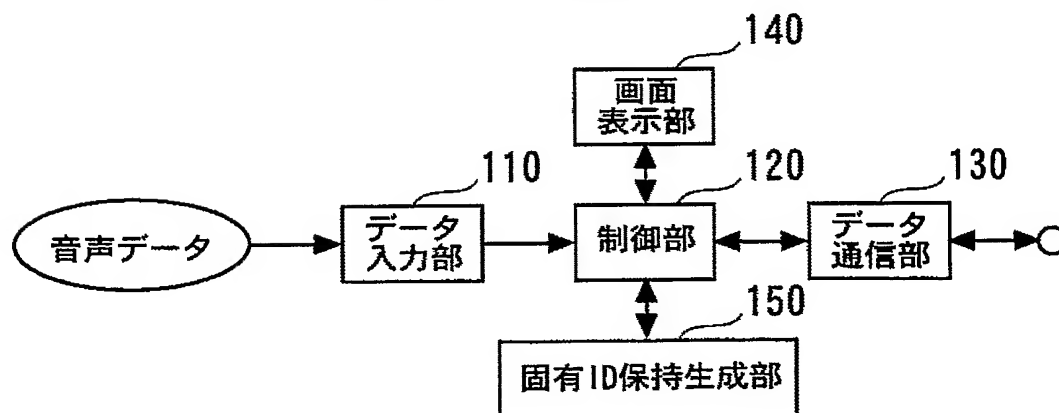 140
画面
表示部
110
120
130
音声データ
データ
入力部
制御部
データ
通信部
150
固有ID保持生成部